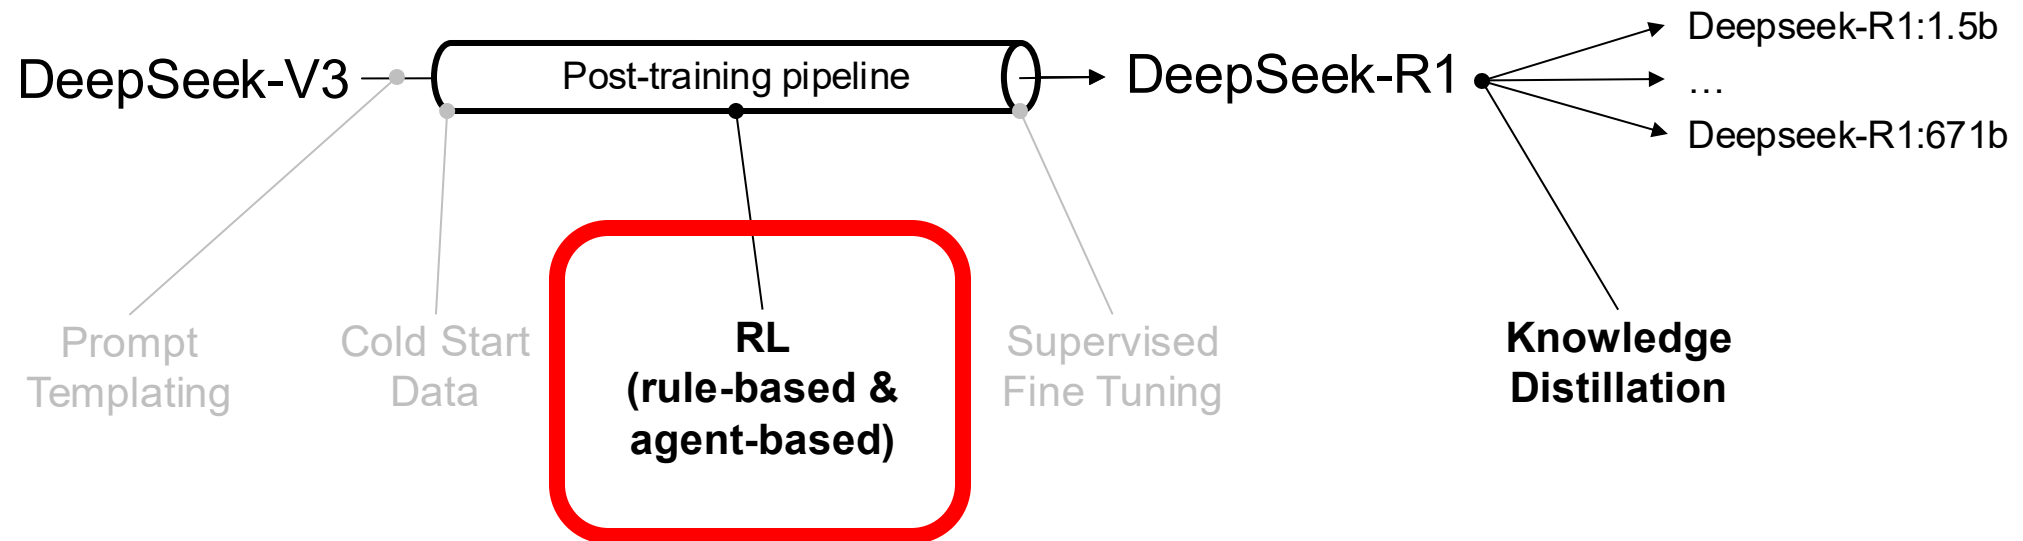 DeepSeek-V3
Post-training pipeline
DeepSeek-R1
Deepseek-R1:1.5b
...
Deepseek-R1:671b
Prompt
Templating
Cold Start
Data
RL
(rule-based &
agent-based)
Supervised
Fine Tuning
Knowledge
Distillation